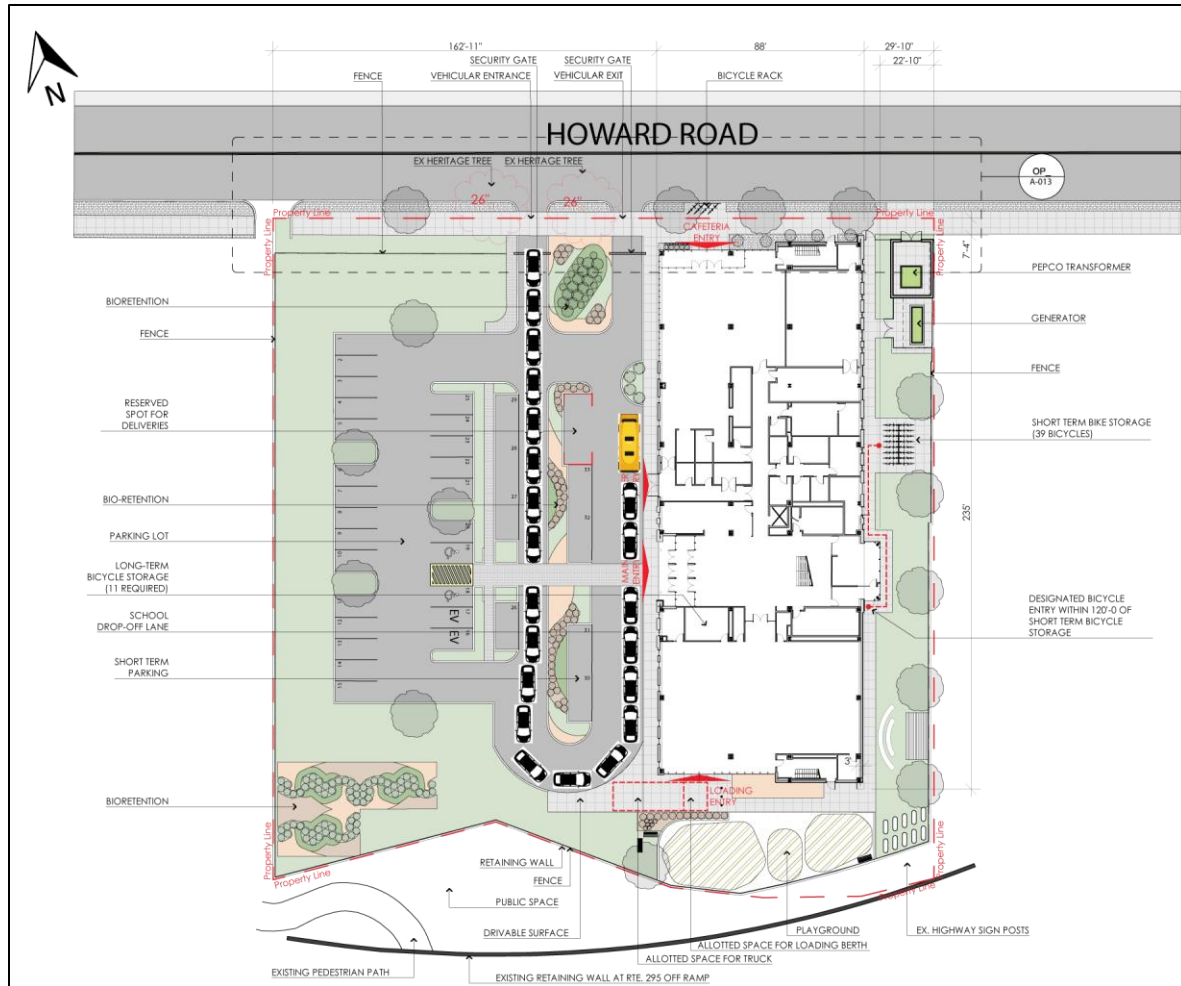 162'-11"
88'
29'-10"
22'-10"
SECURITY GATE
VEHICULAR ENTRANCE
SECURITY GATE
VEHICULAR EXIT
FENCE
BICYCLE RACK
N
HOWARD ROAD
EX HERITAGE TREE
EX HERITAGE TREE
OP_
A-013
26"
26"
Property Line
Property Line
Property Line
Property Line
CAFETERIA
ENTRY
7'-4"
PEPCO TRANSFORMER
BIORETENTION
GENERATOR
FENCE
FENCE
RESERVED
SPOT FOR
DELIVERIES
SHORT TERM BIKE STORAGE
(39 BICYCLES)
BIO-RETENTION
235'
PARKING LOT
LONG-TERM
BICYCLE STORAGE
(11 REQUIRED)
MAIN
ENTRY
SCHOOL
DROP-OFF LANE
EV EV
DESIGNATED BICYCLE
ENTRY WITHIN 120'-0 OF
SHORT TERM BICYCLE
STORAGE
SHORT TERM
PARKING
3'
LOADING
ENTRY
BIORETENTION
Property Line
Property Line
Property Line
Property Line
RETAINING WALL
FENCE
PUBLIC SPACE
DRIVABLE SURFACE
PLAYGROUND
EX. HIGHWAY SIGN POSTS
ALLOTTED SPACE FOR LOADING BERTH
ALLOTTED SPACE FOR TRUCK
EXISTING PEDESTRIAN PATH
EXISTING RETAINING WALL AT RTE. 295 OFF RAMP